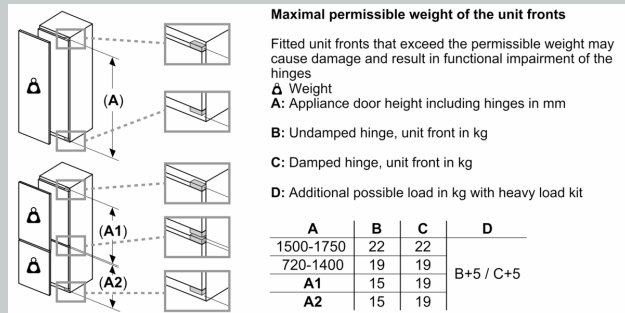 Maximal permissible weight of the unit fronts
Fitted unit fronts that exceed the permissible weight may
cause damage and result in functional impairment of the
hinges
Weight
A: Appliance door height including hinges in mm
B: Undamped hinge, unit front in kg
C: Damped hinge, unit front in kg
D: Additional possible load in kg with heavy load kit
(A)
(A1)
(A2)
A B C D
1500-1750 22 22
720-1400 19 19
B+5 / C+5
A1 15 19
A2 15 19